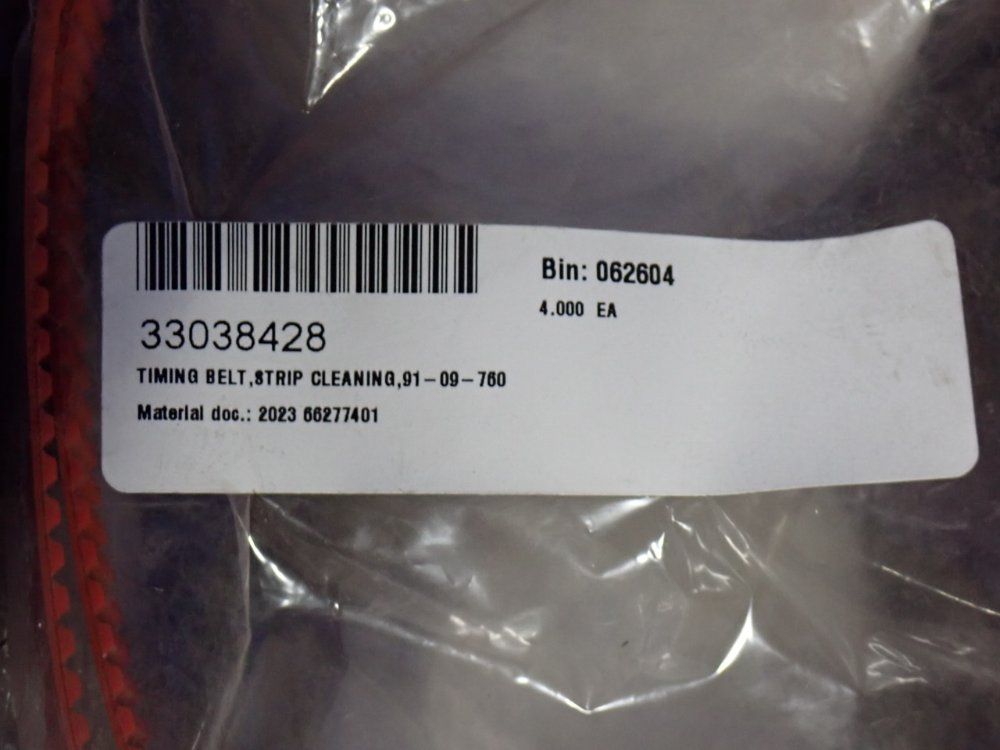 Bin: 062604
4.000 EA
33038428
TIMING BELT,STRIP CLEANING,91-09-760
Material doc.: 2023 66277401